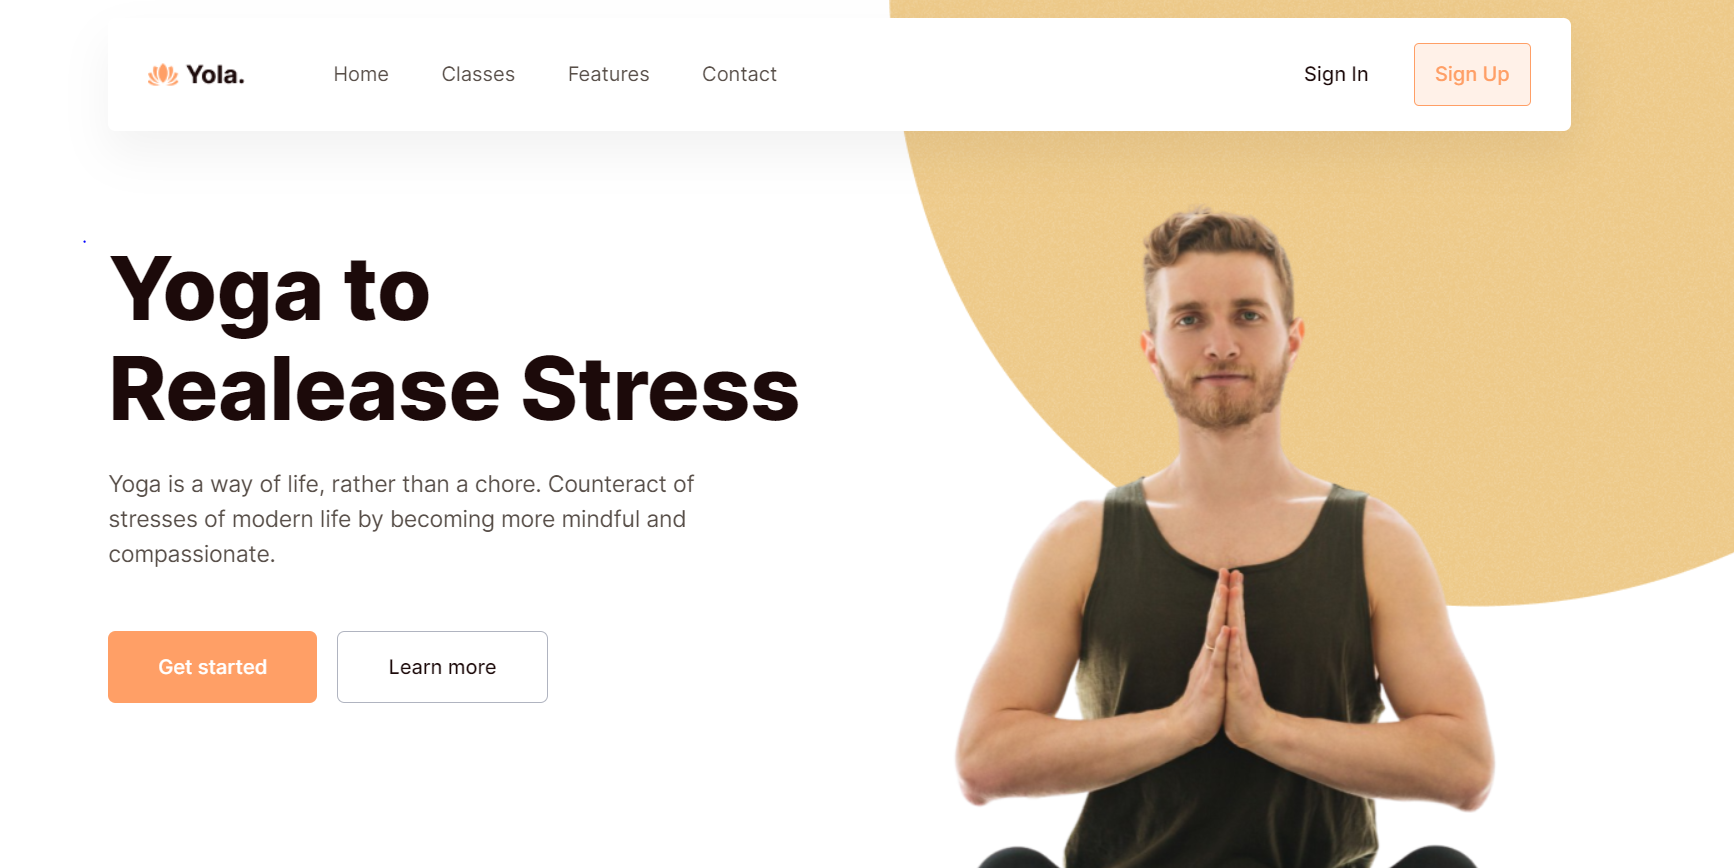 Yola.
Home Classes Features Contact
Sign In Sign Up
Yoga to
Realease Stress
Yoga is a way of life, rather than a chore. Counteract of
stresses of modern life by becoming more mindful and
compassionate.
Get started Learn more